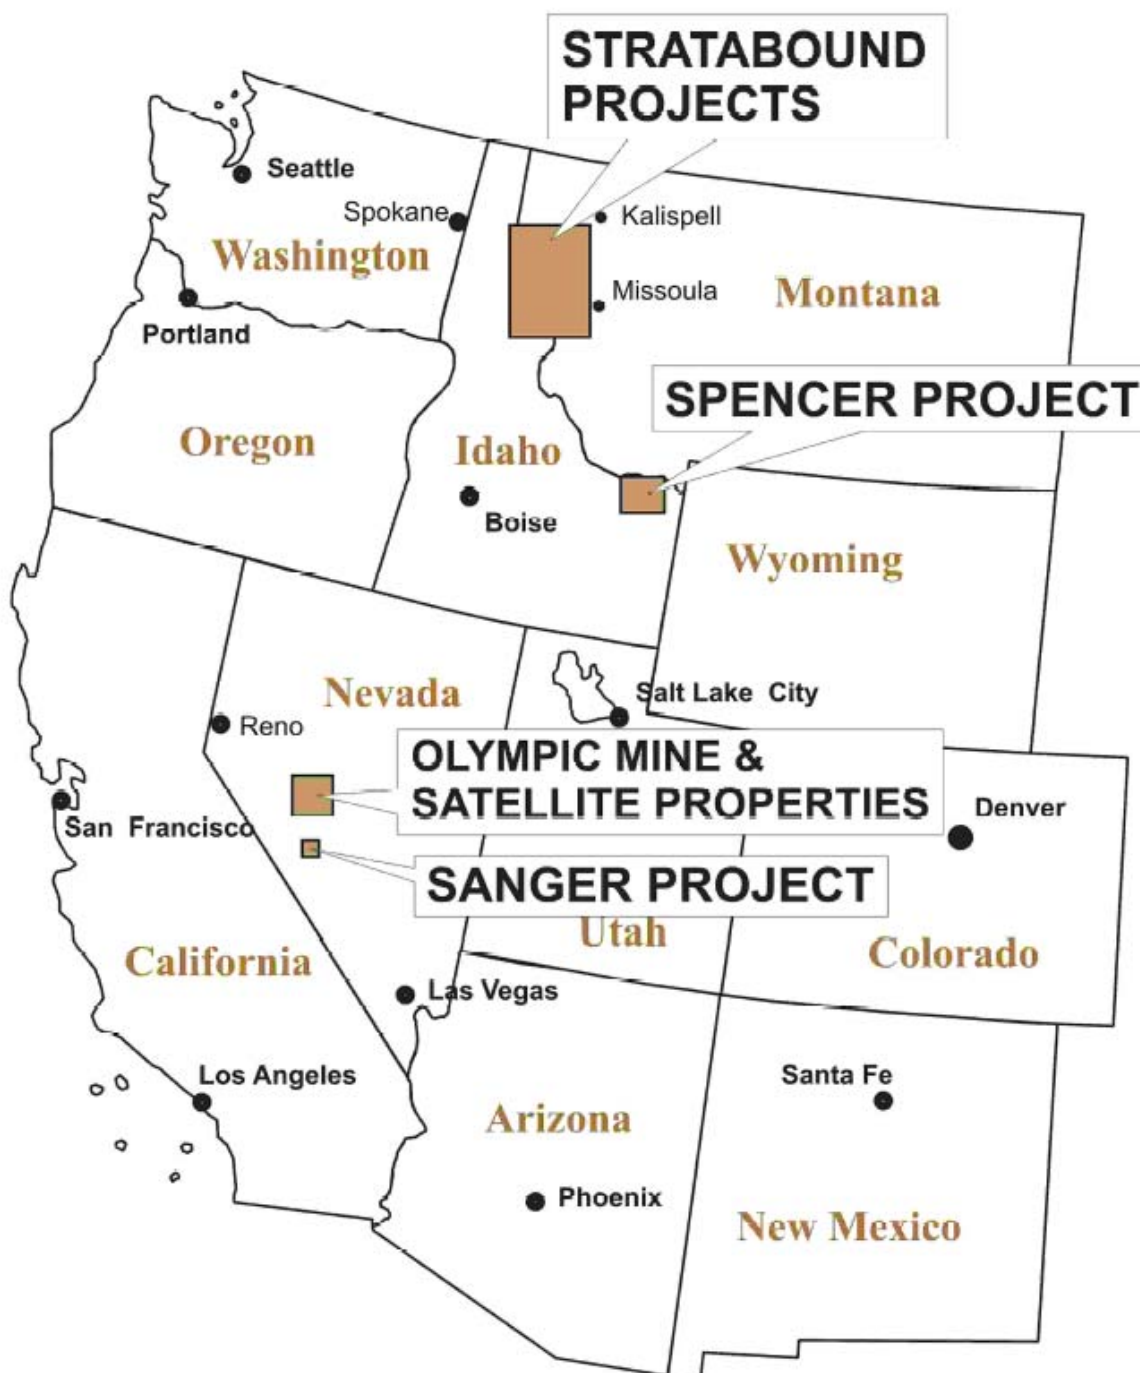 STRATABOUND
PROJECTS
Seattle
Spokane
Kalispell
Washington
Missoula
Montana
Portland
SPENCER PROJECT
Oregon
Idaho
Boise
Wyoming
Nevada
Salt Lake City
Reno
OLYMPIC MINE &
SATELLITE PROPERTIES
Denver
San Francisco
SANGER PROJECT
Utah
Colorado
California
Las Vegas
Los Angeles
Santa Fe
Arizona
Phoenix
New Mexico